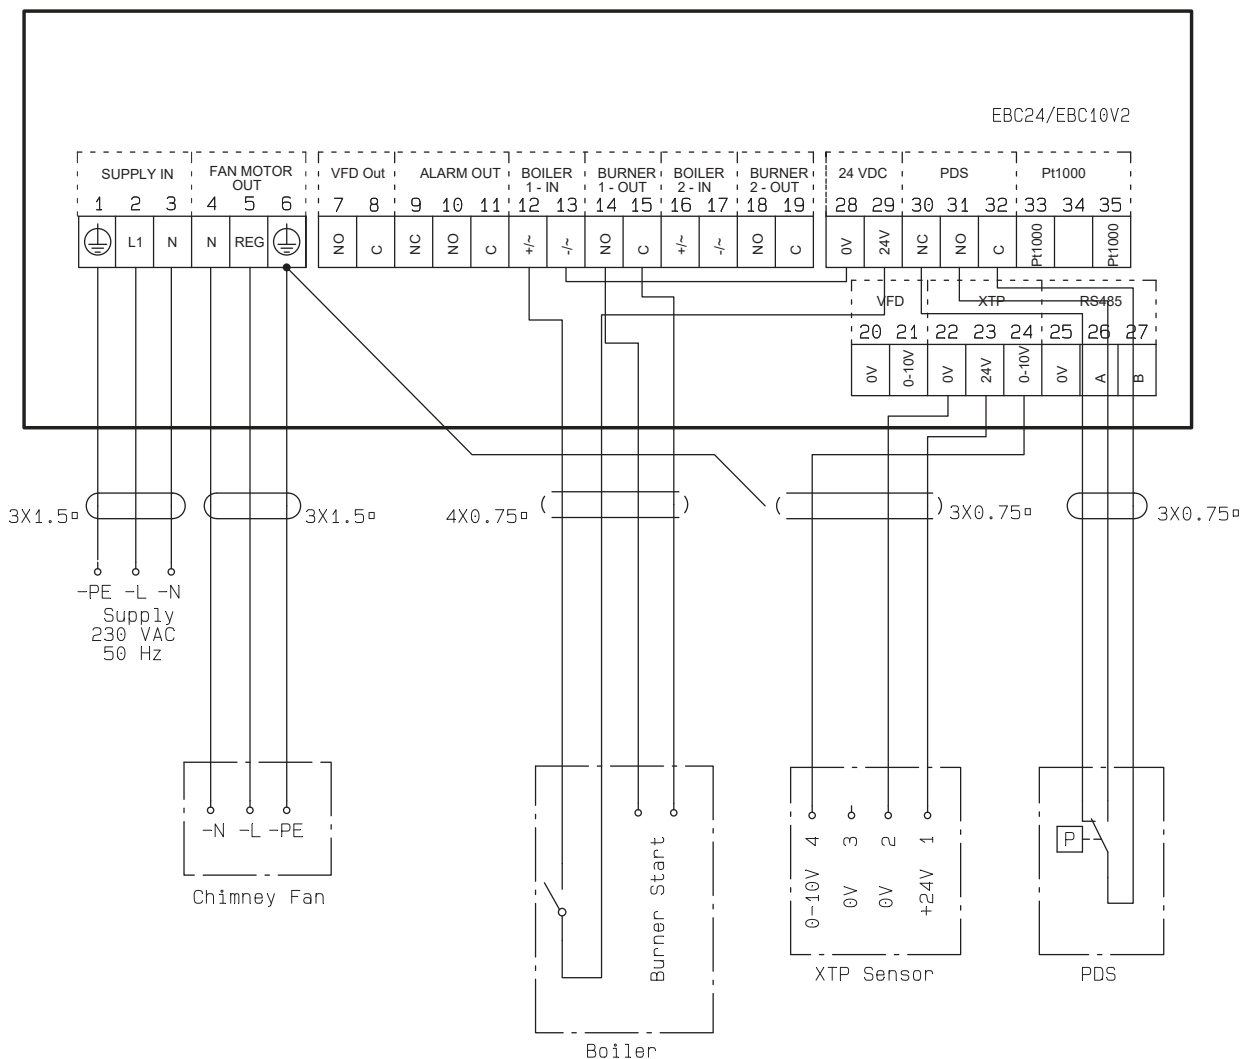 EBC24/EBC10V2
SUPPLY IN
FAN MOTOR
OUT
VFD Out
ALARM OUT
BOILER
1 - IN
BURNER
1 - OUT
BOILER
2 - IN
BURNER
2 - OUT
24 VDC
PDS
Pt1000
1 2 3 4 5 6 7 8 9 10 11 12 13 14 15 16 17 18 19 28 29 30 31 32 33 34 35
L1 N N REG NO C NC NO C +/~ -/~ NO C +/~ -/~ NO C 0V 24V NC NO C Pt1000 Pt1000
VFD XTP RS485
20 21 22 23 24 25 26 27
0V 0-10V 0V 24V 0-10V 0V A B
3X1.5▫ 3X1.5▫ 4X0.75▫ 3X0.75▫ 3X0.75▫
-PE -L -N
Supply
230 VAC
50 Hz
-N -L -PE
Chimney Fan
Burner Start
Boiler
4 3 2 1
0-10V 0V 0V +24V
XTP Sensor
P
PDS